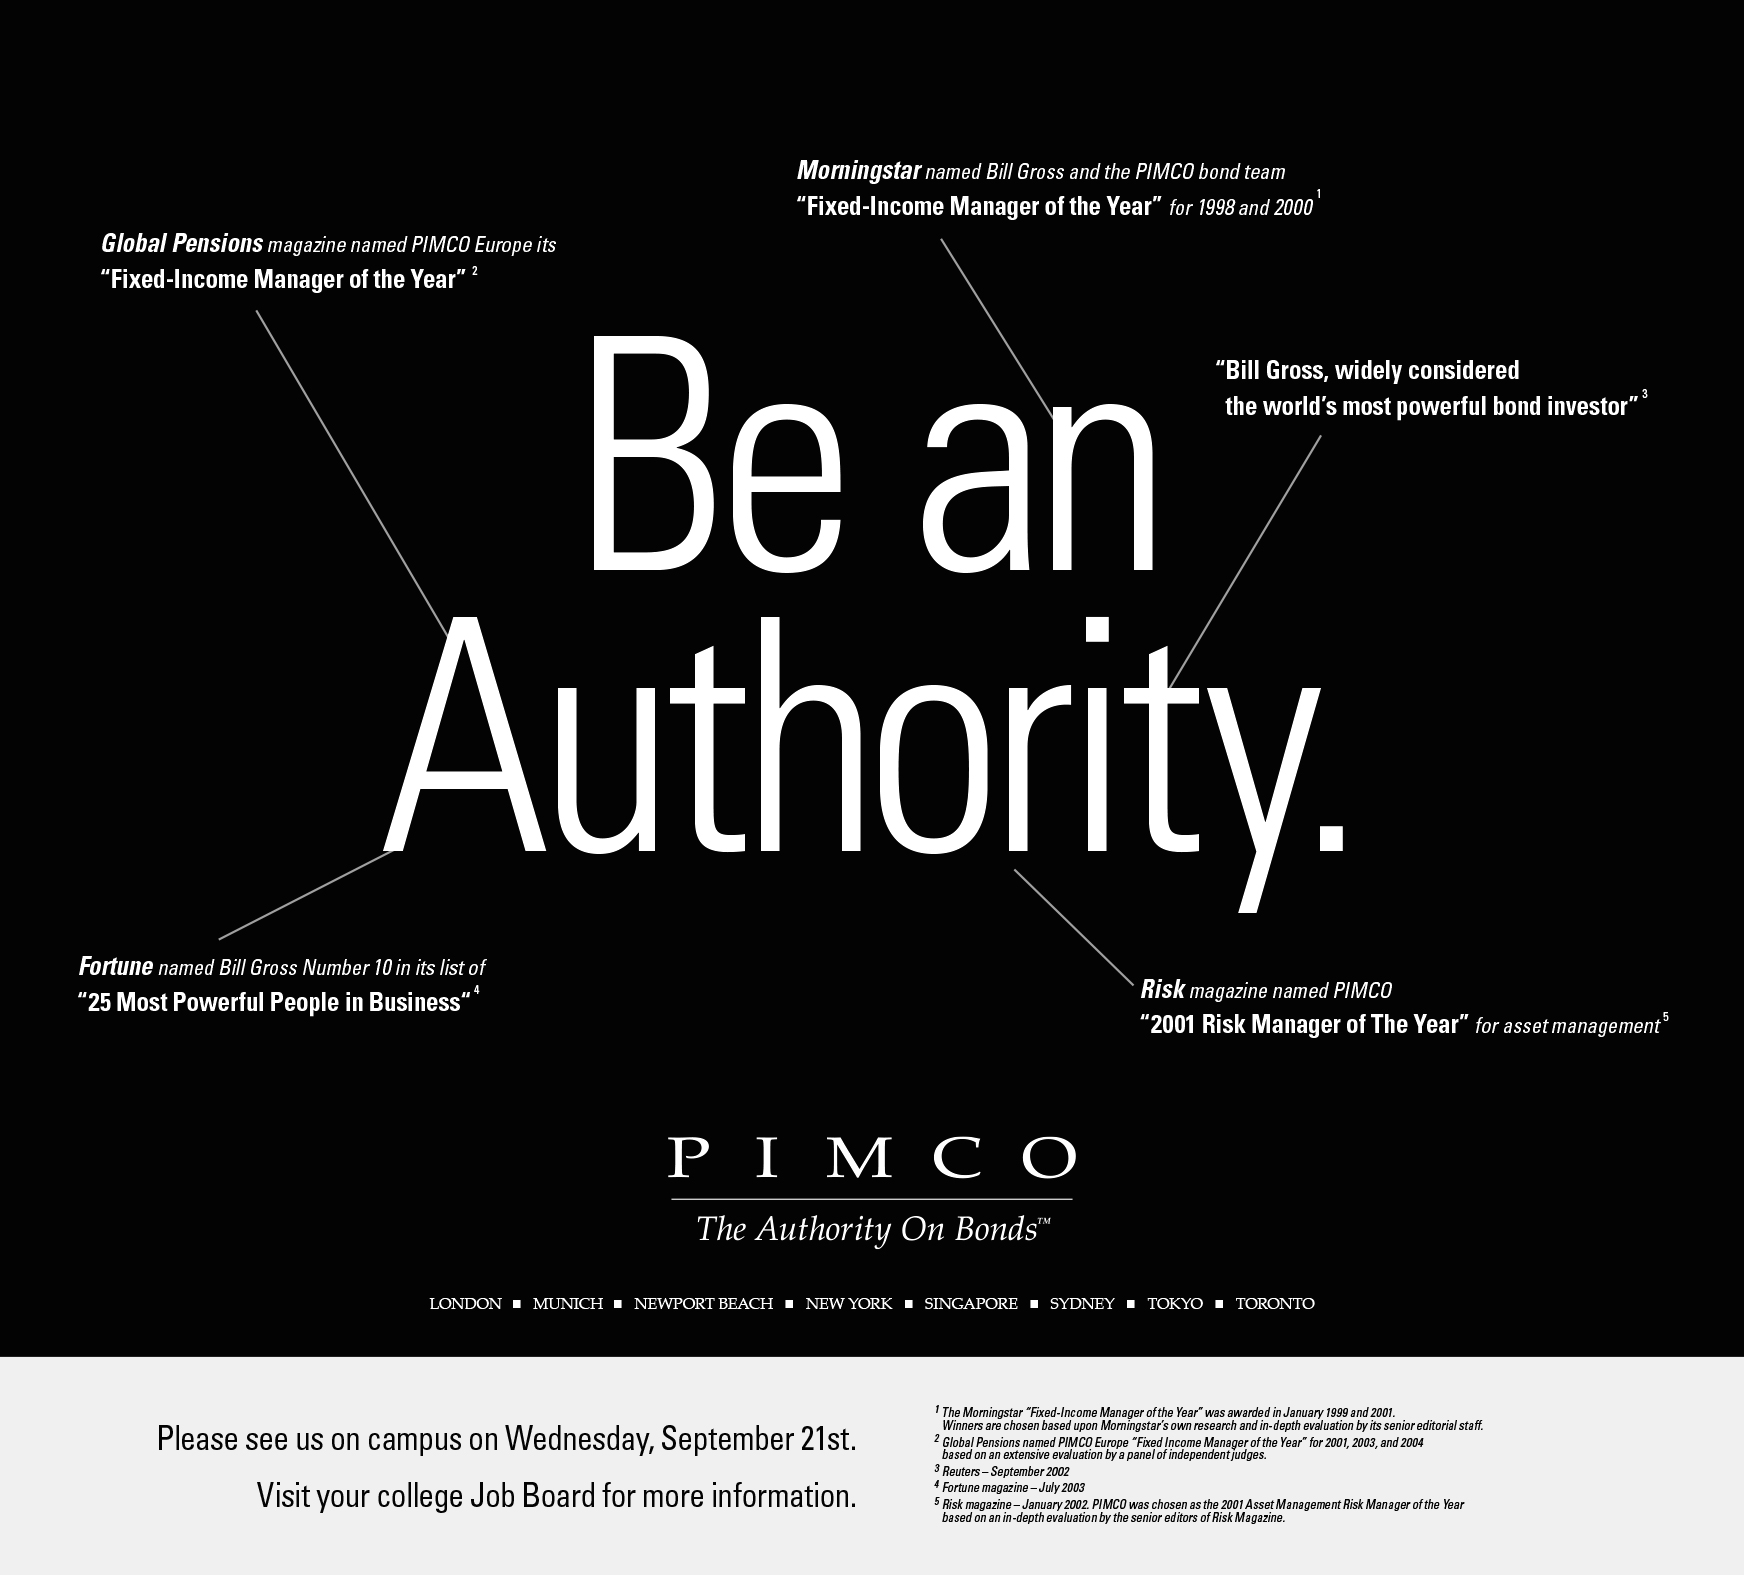 Morningstar named Bill Gross and the PIMCO bond team
“Fixed-Income Manager of the Year” for 1998 and 2000 1
Global Pensions magazine named PIMCO Europe its
“Fixed-Income Manager of the Year” 2
“Bill Gross, widely considered
the world’s most powerful bond investor” 3
Be an
Authority.
Fortune named Bill Gross Number 10 in its list of
“25 Most Powerful People in Business“ 4
Risk magazine named PIMCO
“2001 Risk Manager of The Year” for asset management 5
PIMCO
The Authority On Bonds™
LONDON ■ MUNICH ■ NEWPORT BEACH ■ NEW YORK ■ SINGAPORE ■ SYDNEY ■ TOKYO ■ TORONTO
Please see us on campus on Wednesday, September 21st.
Visit your college Job Board for more information.
1 The Morningstar “Fixed-Income Manager of the Year” was awarded in January 1999 and 2001.
Winners are chosen based upon Morningstar’s own research and in-depth evaluation by its senior editorial staff.
2 Global Pensions named PIMCO Europe “Fixed Income Manager of the Year” for 2001, 2003, and 2004
based on an extensive evaluation by a panel of independent judges.
3 Reuters – September 2002
4 Fortune magazine – July 2003
5 Risk magazine – January 2002. PIMCO was chosen as the 2001 Asset Management Risk Manager of the Year
based on an in-depth evaluation by the senior editors of Risk Magazine.